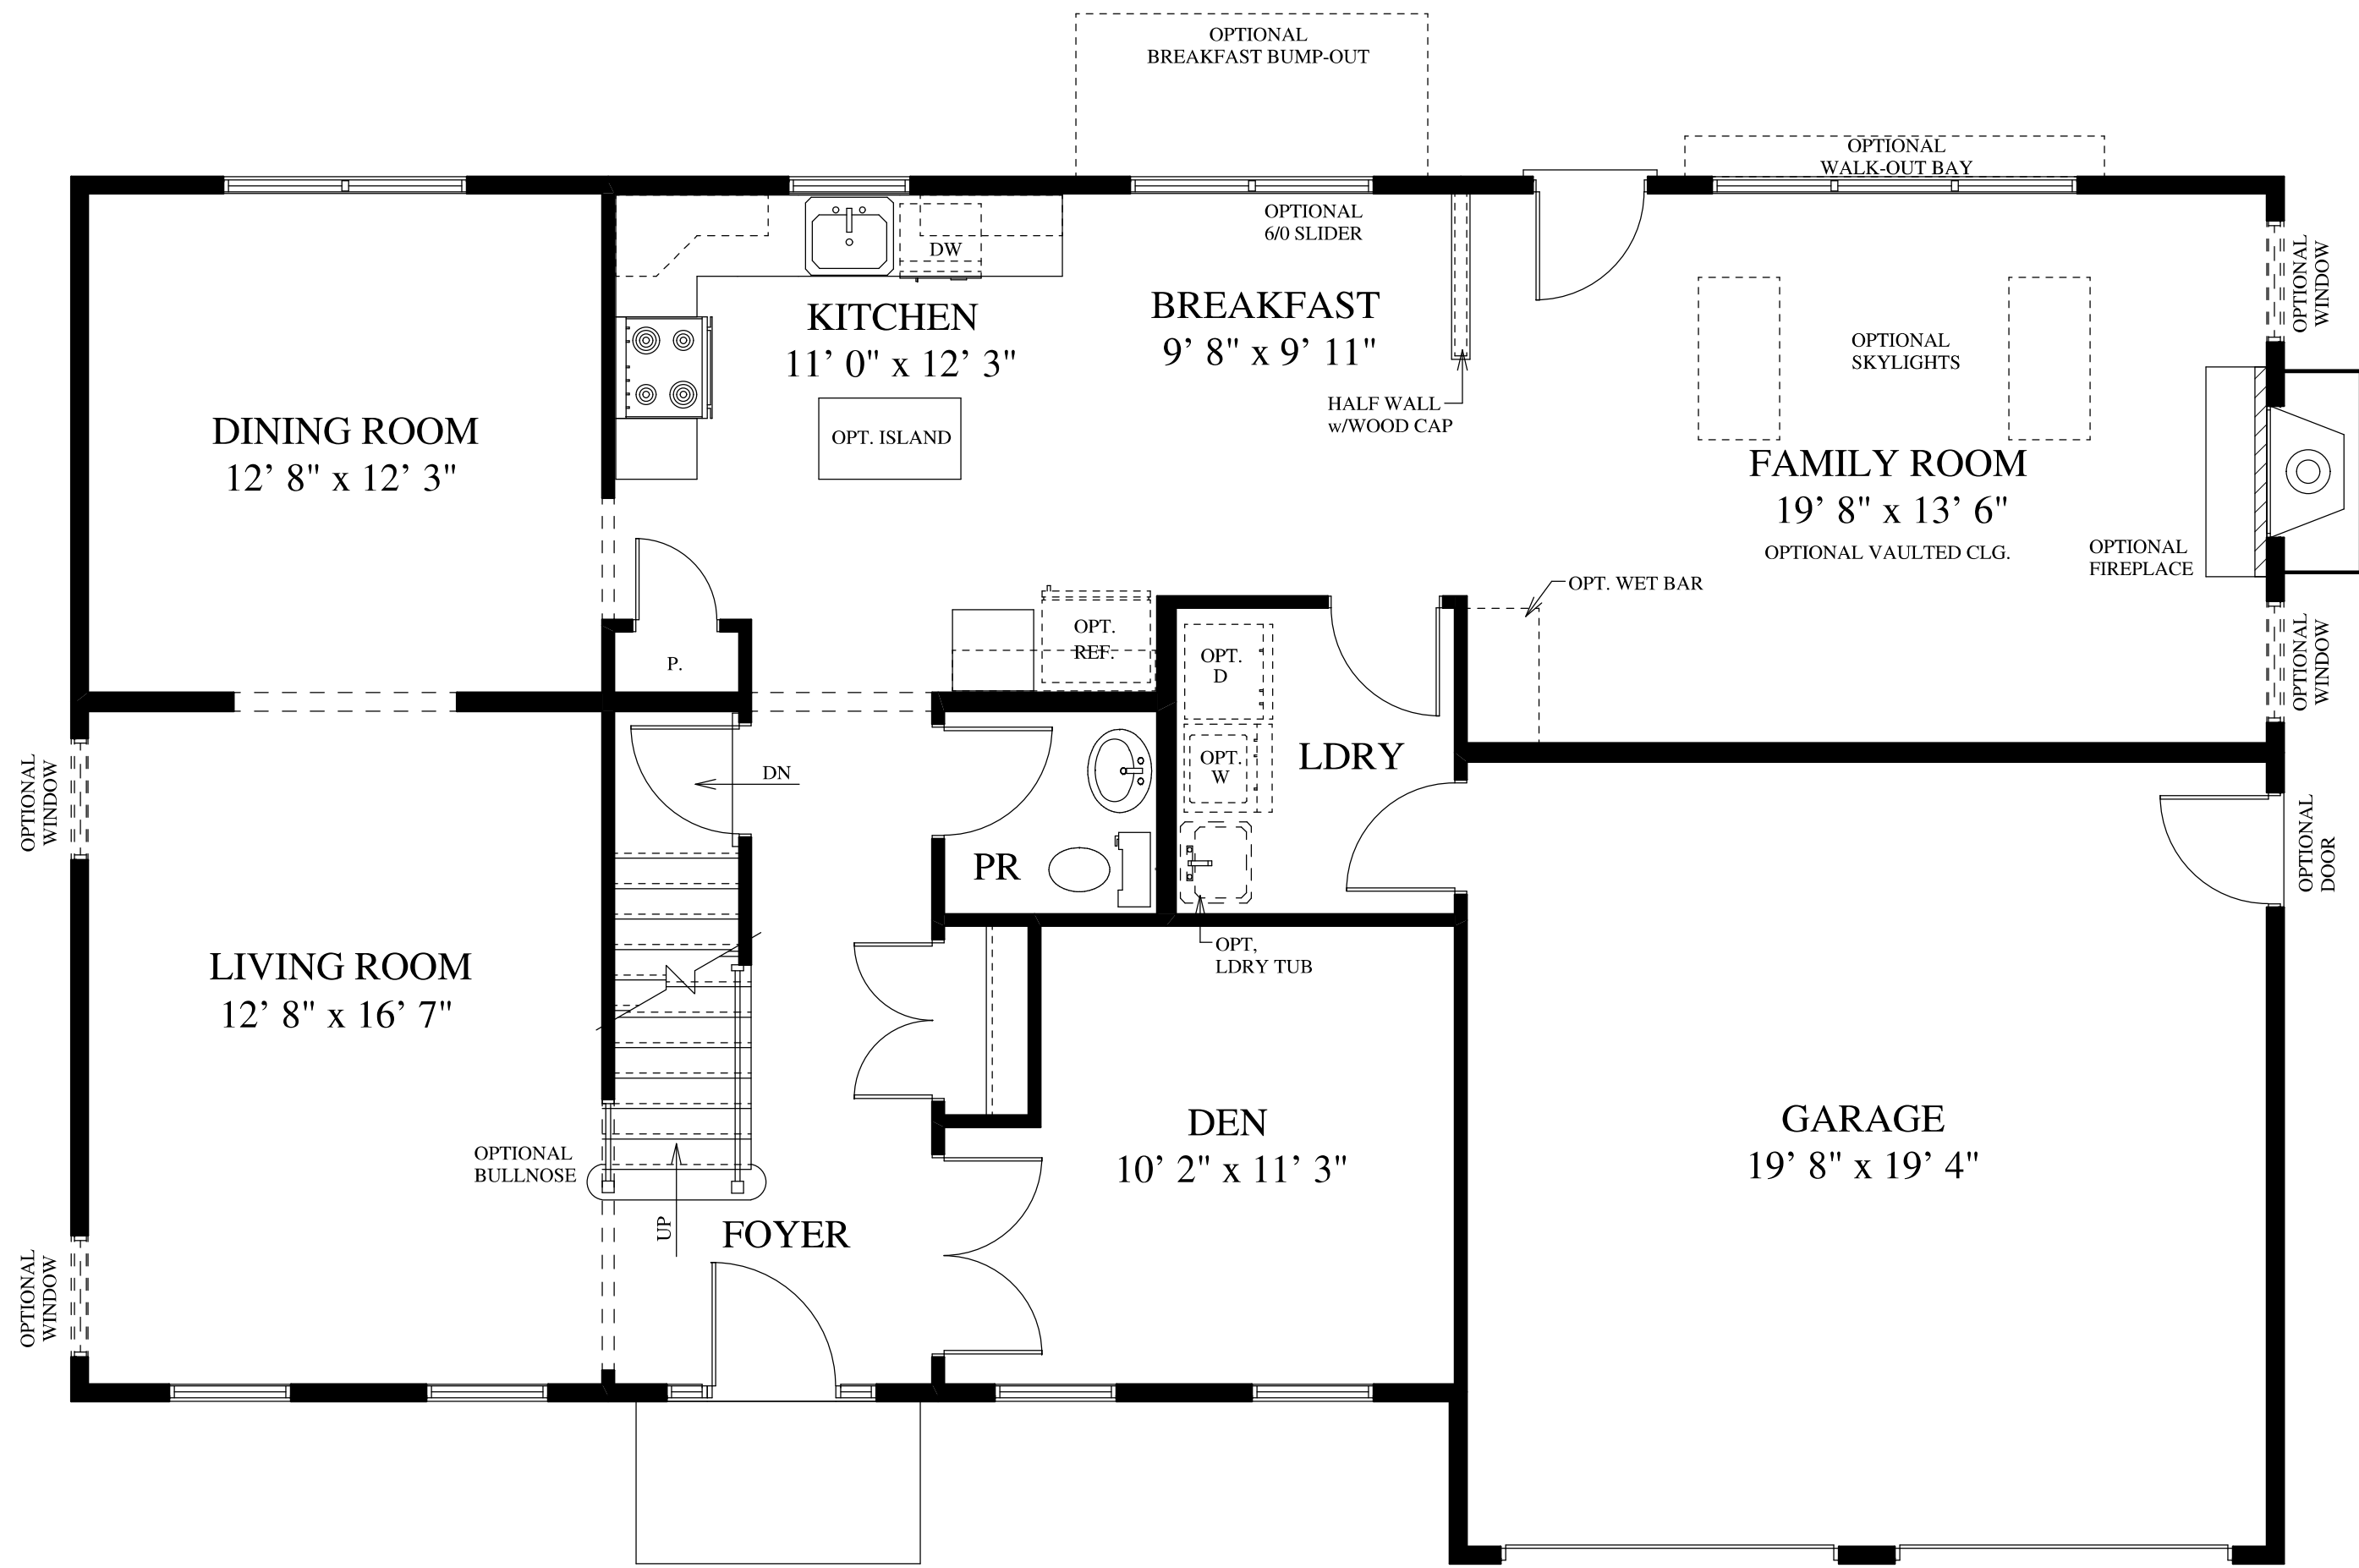 OPTIONAL
BREAKFAST BUMP-OUT
OPTIONAL
WALK-OUT BAY
OPTIONAL
6/0 SLIDER
DW
KITCHEN
11’ 0" x 12’ 3"
BREAKFAST
9’ 8" x 9’ 11"
OPTIONAL
WINDOW
OPTIONAL
SKYLIGHTS
HALF WALL
w/WOOD CAP
OPT. ISLAND
DINING ROOM
12’ 8" x 12’ 3"
FAMILY ROOM
19’ 8" x 13’ 6"
OPTIONAL VAULTED CLG.
OPTIONAL
FIREPLACE
OPT. WET BAR
OPT.
REF.
P.
OPT.
D
OPTIONAL
WINDOW
OPTIONAL
WINDOW
DN
OPT.
W
LDRY
PR
OPTIONAL
DOOR
OPT,
LDRY TUB
LIVING ROOM
12’ 8" x 16’ 7"
DEN
10’ 2" x 11’ 3"
GARAGE
19’ 8" x 19’ 4"
OPTIONAL
BULLNOSE
UP
FOYER
OPTIONAL
WINDOW